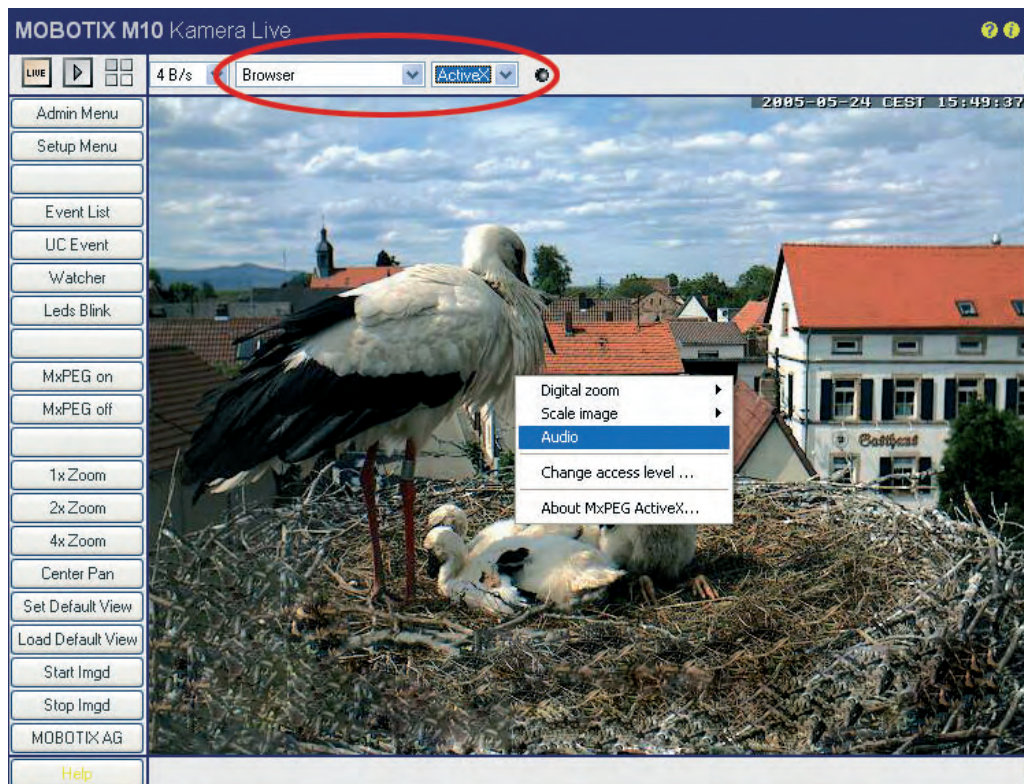 MOBOTIX M10 Kamera Live
? i
LIVE
4 B/s Browser ActiveX
2005-05-24 CEST 15:49:37
Admin Menu
Setup Menu
Event List
UC Event
Watcher
Leds Blink
MxPEG on
MxPEG off
1x Zoom
2x Zoom
4x Zoom
Center Pan
Set Default View
Load Default View
Start Imgd
Stop Imgd
MOBOTIX AG
Help
Digital zoom
Scale image
Audio
Change access level ...
About MxPEG ActiveX...
Gasthaus